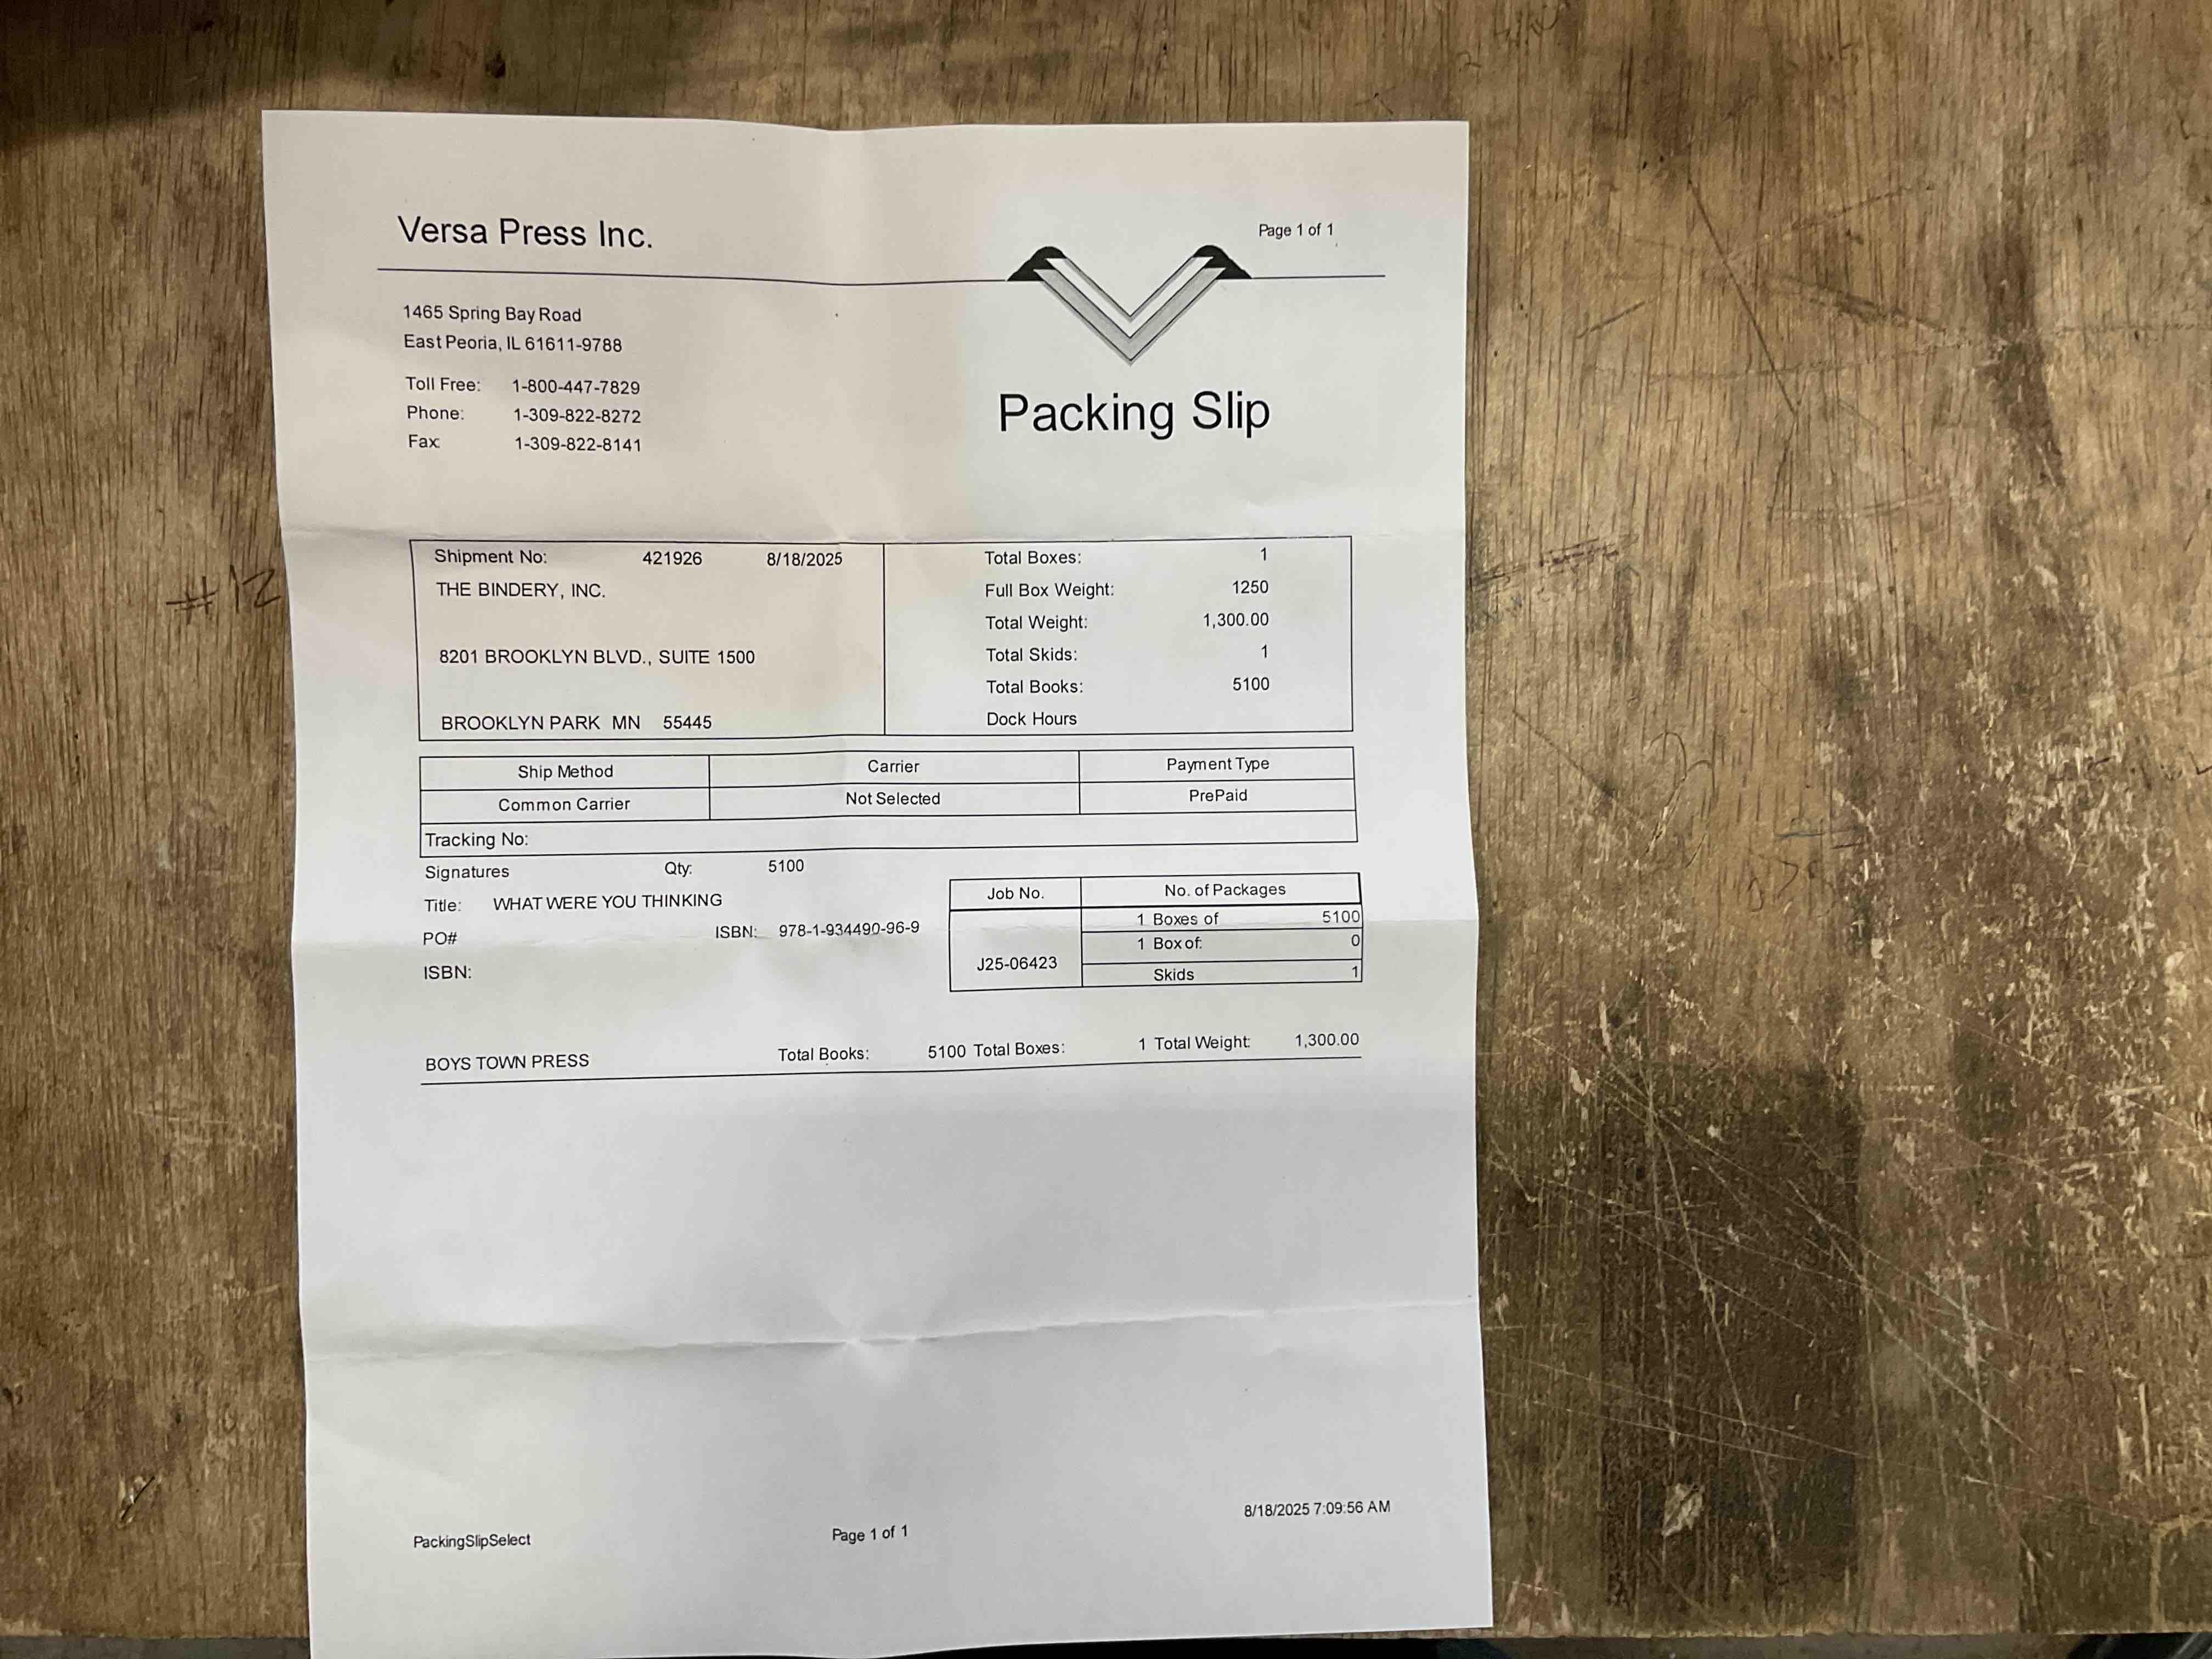 Page 1 of 1
Versa Press Inc.
1465 Spring Bay Road
East Peoria, IL 61611-9788
Toll Free: 1-800-447-7829
Phone: 1-309-822-8272
Fax: 1-309-822-8141
Packing Slip
Shipment No: 421926 8/18/2025
THE BINDERY, INC.
8201 BROOKLYN BLVD., SUITE 1500
BROOKLYN PARK MN 55445
Total Boxes: 1
Full Box Weight: 1250
Total Weight: 1,300.00
Total Skids: 1
Total Books: 5100
Dock Hours
Ship Method Carrier Payment Type
Common Carrier Not Selected PrePaid
Tracking No:
Signatures Qty: 5100
Title: WHAT WERE YOU THINKING
PO# ISBN: 978-1-934490-96-9
ISBN:
Job No. No. of Packages
1 Boxes of 5100
1 Box of: 0
J25-06423
Skids 1
BOYS TOWN PRESS Total Books: 5100 Total Boxes: 1 Total Weight: 1,300.00
8/18/2025 7:09:56 AM
PackingSlipSelect Page 1 of 1
#12